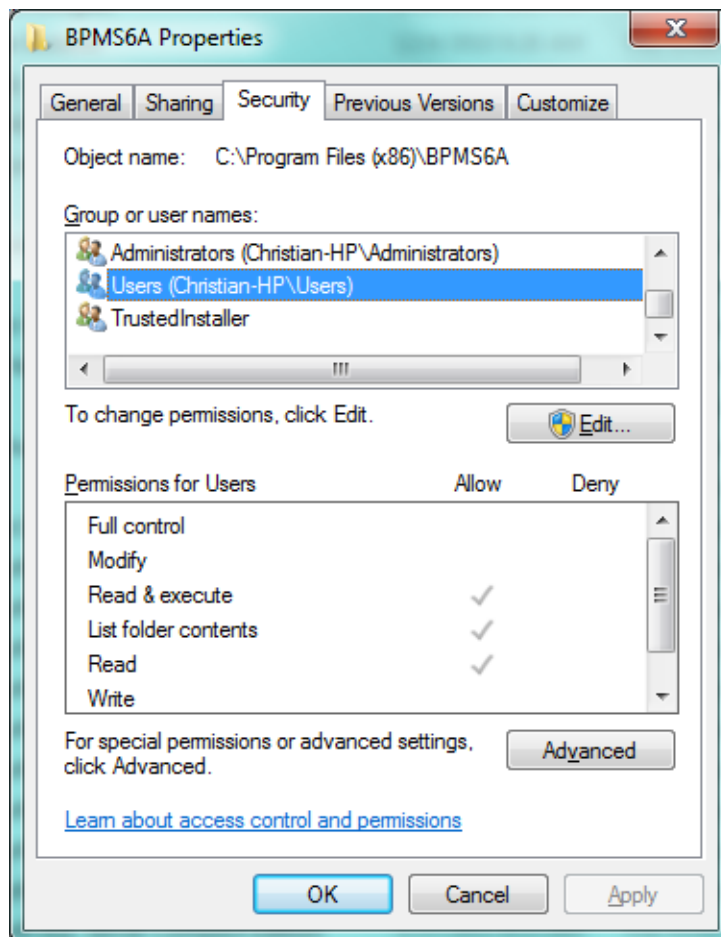 BPMS6A Properties
General Sharing Security Previous Versions Customize
Object name: C:\Program Files (x86)\BPMS6A
Group or user names:
Administrators (Christian-HP\Administrators)
Users (Christian-HP\Users)
TrustedInstaller
To change permissions, click Edit.
Edit...
Permissions for Users Allow Deny
Full control
Modify
Read & execute
List folder contents
Read
Write
For special permissions or advanced settings,
click Advanced.
Advanced
Learn about access control and permissions
OK Cancel Apply